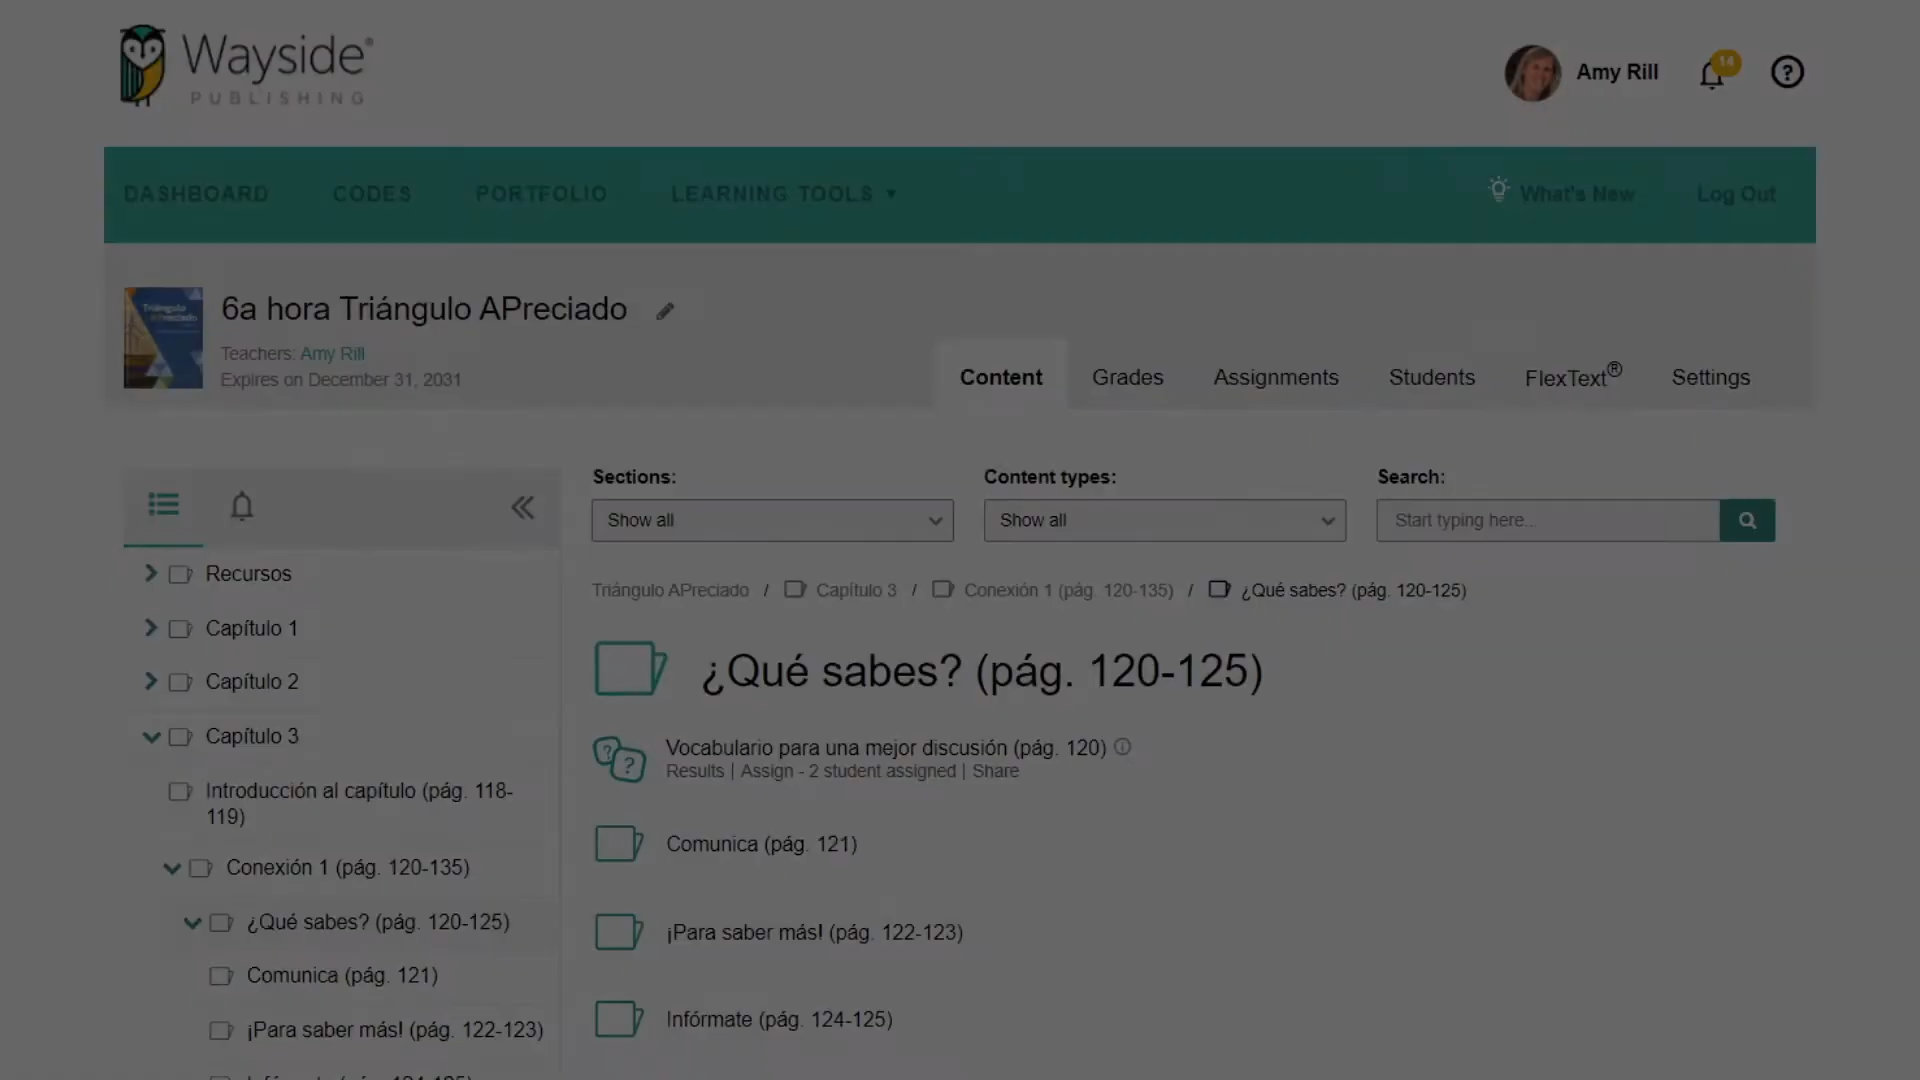 Wayside®
PUBLISHING
Amy Rill
14
DASHBOARD
CODES
PORTFOLIO
LEARNING TOOLS
What's New
Log Out
Triángulo
APreciado
6a hora Triángulo APreciado
Teachers: Amy Rill
Expires on December 31, 2031
Content
Grades
Assignments
Students
FlexText®
Settings
Sections:
Show all
Content types:
Show all
Search:
Start typing here...
Recursos
Capítulo 1
Capítulo 2
Capítulo 3
Introducción al capítulo (pág. 118-
119)
Conexión 1 (pág. 120-135)
¿Qué sabes? (pág. 120-125)
Comunica (pág. 121)
¡Para saber más! (pág. 122-123)
Triángulo APreciado / Capítulo 3 / Conexión 1 (pág. 120-135) / ¿Qué sabes? (pág. 120-125)
¿Qué sabes? (pág. 120-125)
Vocabulario para una mejor discusión (pág. 120)
Results | Assign - 2 student assigned | Share
Comunica (pág. 121)
¡Para saber más! (pág. 122-123)
Infórmate (pág. 124-125)